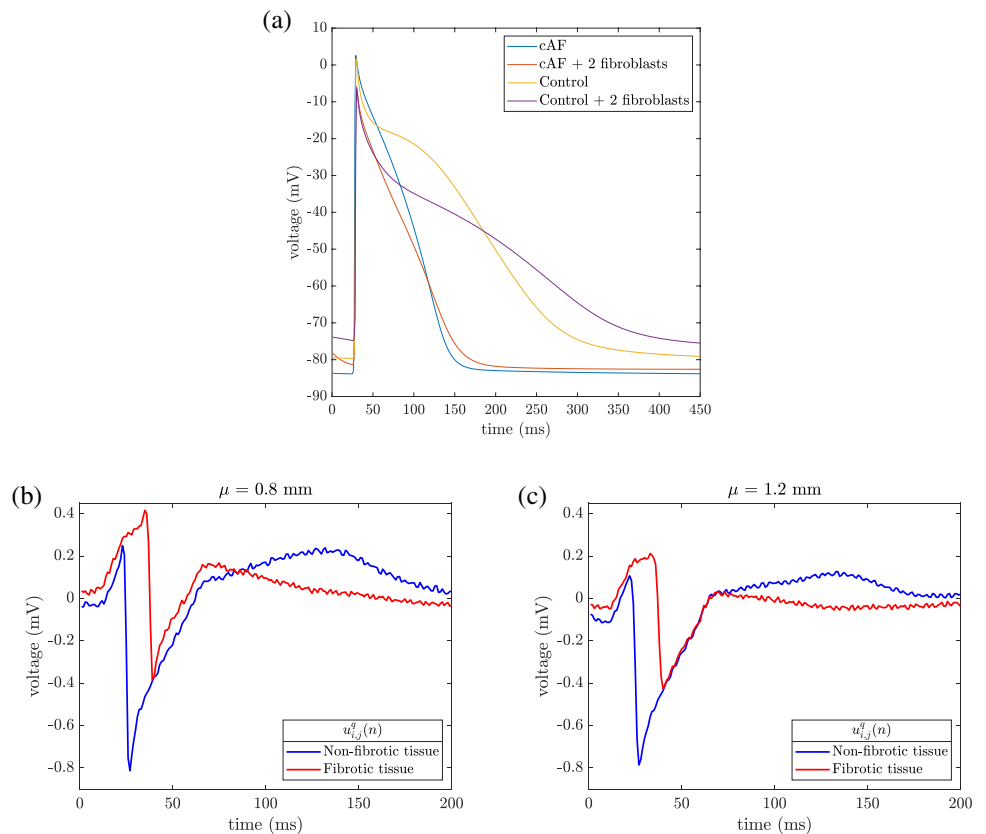 (a)
10
0
-10
-20
-30
-40
-50
-60
-70
-80
-90
voltage (mV)
cAF
cAF + 2 fibroblasts
Control
Control + 2 fibroblasts
0 50 100 150 200 250 300 350 400 450
time (ms)
(b)
μ = 0.8 mm
0.4
0.2
0
-0.2
-0.4
-0.6
-0.8
voltage (mV)
u^q_{i,j}(n)
Non-fibrotic tissue
Fibrotic tissue
0 50 100 150 200
time (ms)
(c)
μ = 1.2 mm
0.4
0.2
0
-0.2
-0.4
-0.6
-0.8
voltage (mV)
u^q_{i,j}(n)
Non-fibrotic tissue
Fibrotic tissue
0 50 100 150 200
time (ms)